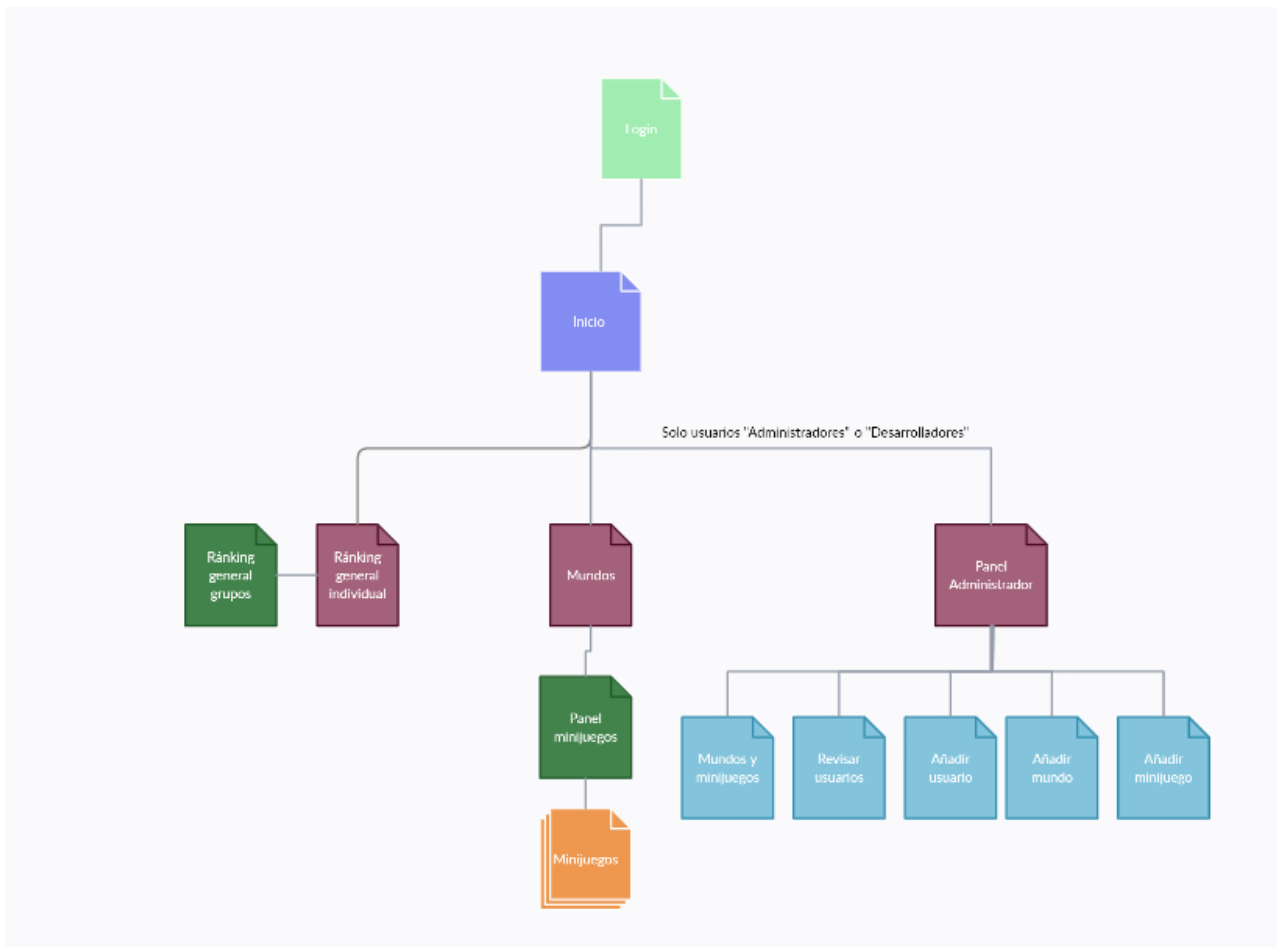 Login
Inicio
Solo usuarios "Administradores" o "Desarrolladores"
Ránking
general
grupos
Ránking
general
individual
Mundos
Panel
Administrador
Panel
minijuegos
Mundos y
minijuegos
Revisar
usuarios
Añadir
usuario
Añadir
mundo
Añadir
minijuego
Minijuegos